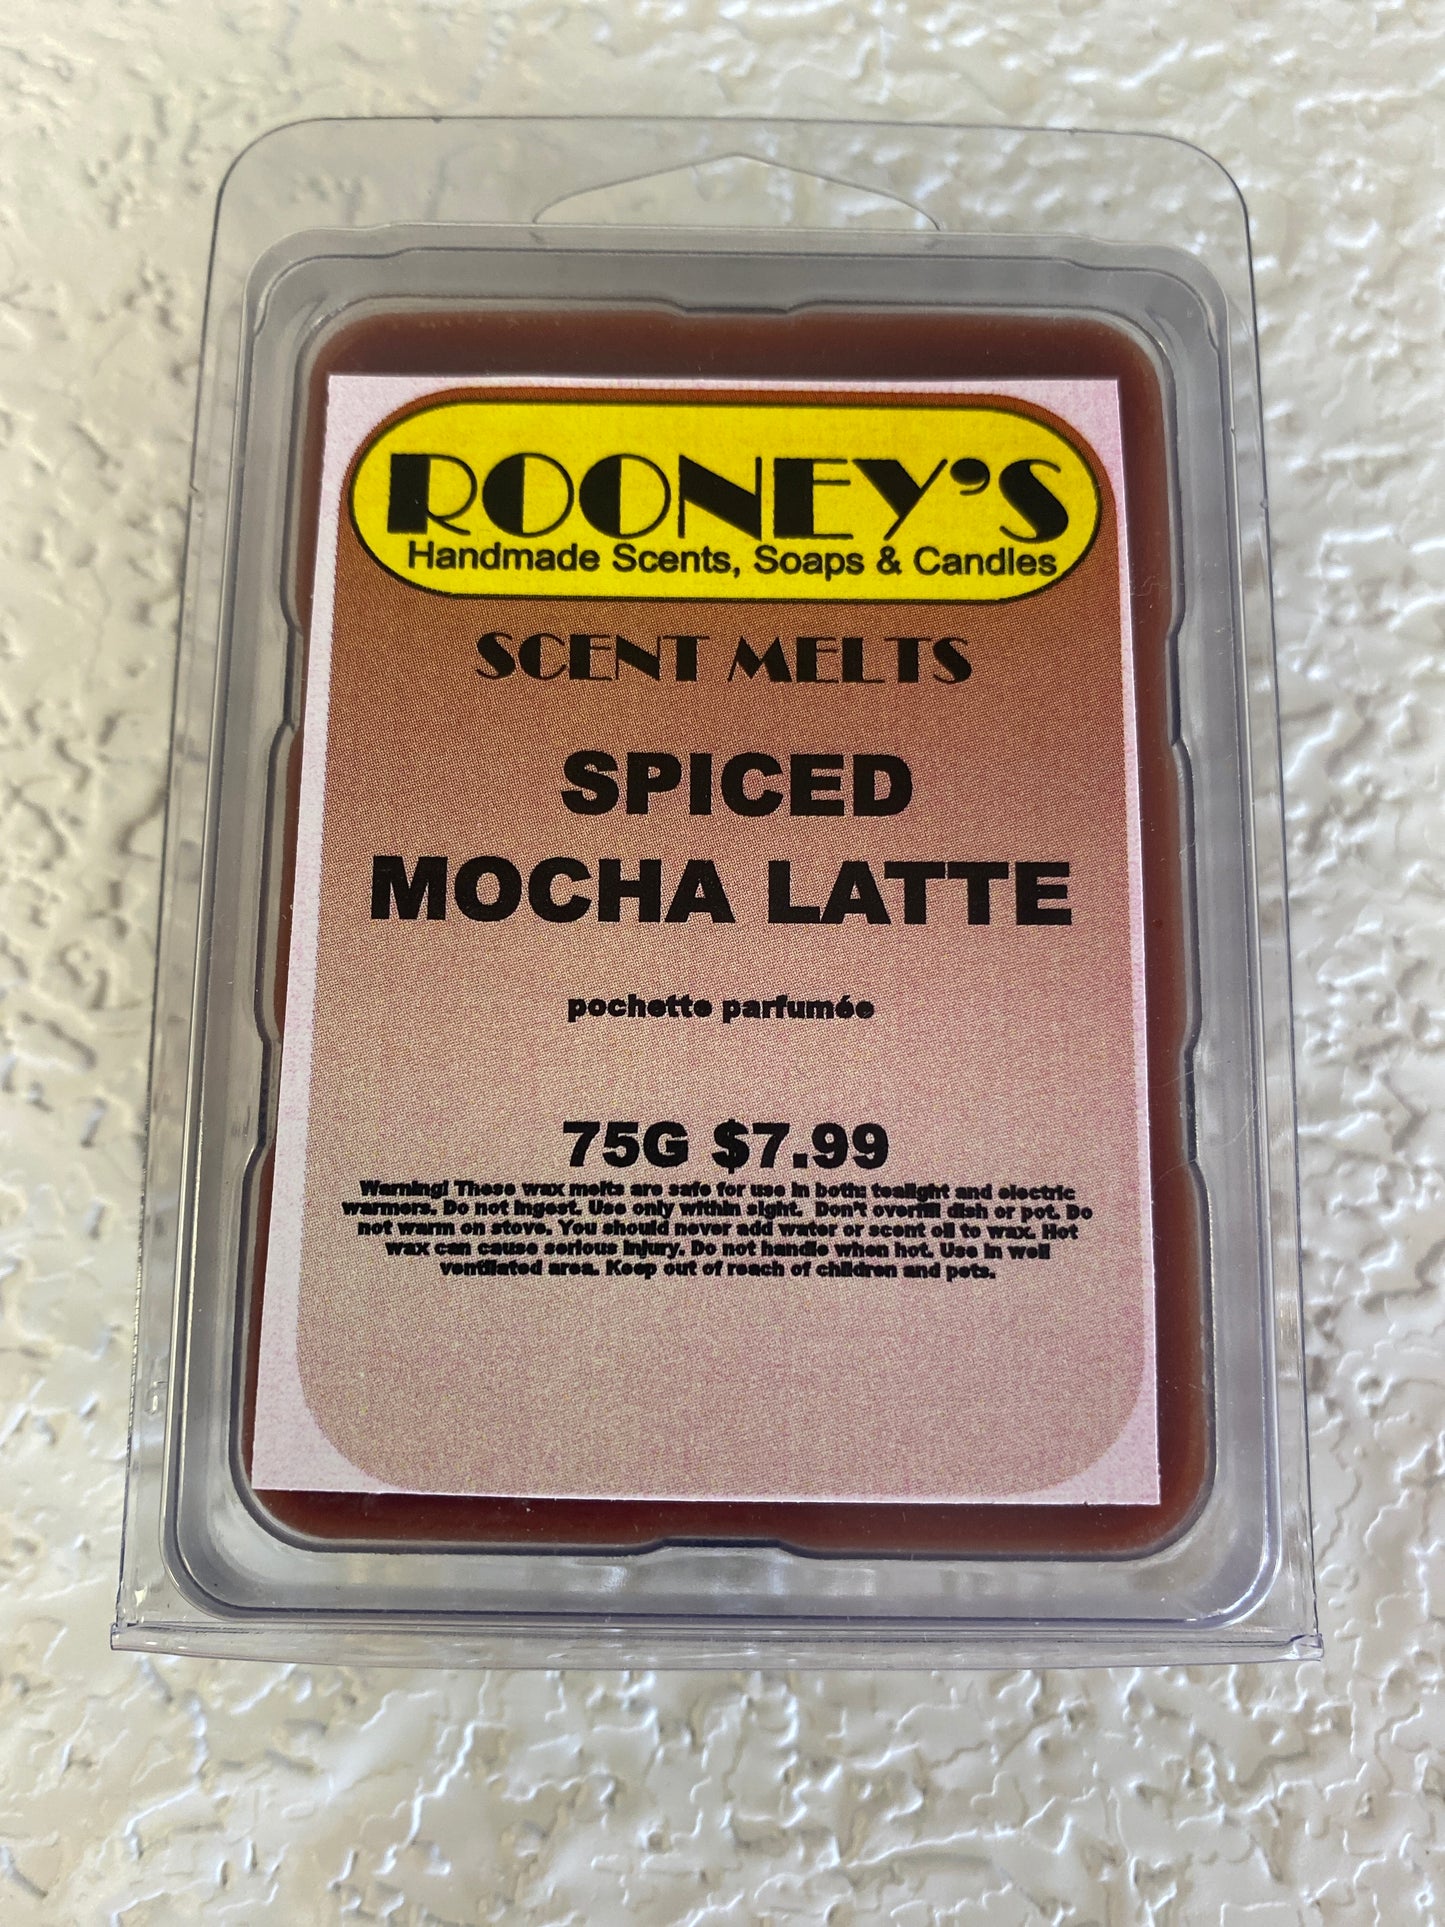 ROONEY'S
Handmade Scents, Soaps & Candles
SCENT MELTS
SPICED
MOCHA LATTE
pochette parfumée
75G $7.99
Warning! These wax melts are safe for use in both: tealight and electric
warmers. Do not ingest. Use only within sight. Don't overfill dish or pot. Do
not warm on stove. You should never add water or scent oil to wax. Hot
wax can cause serious injury. Do not handle when hot. Use in well
ventilated area. Keep out of reach of children and pets.